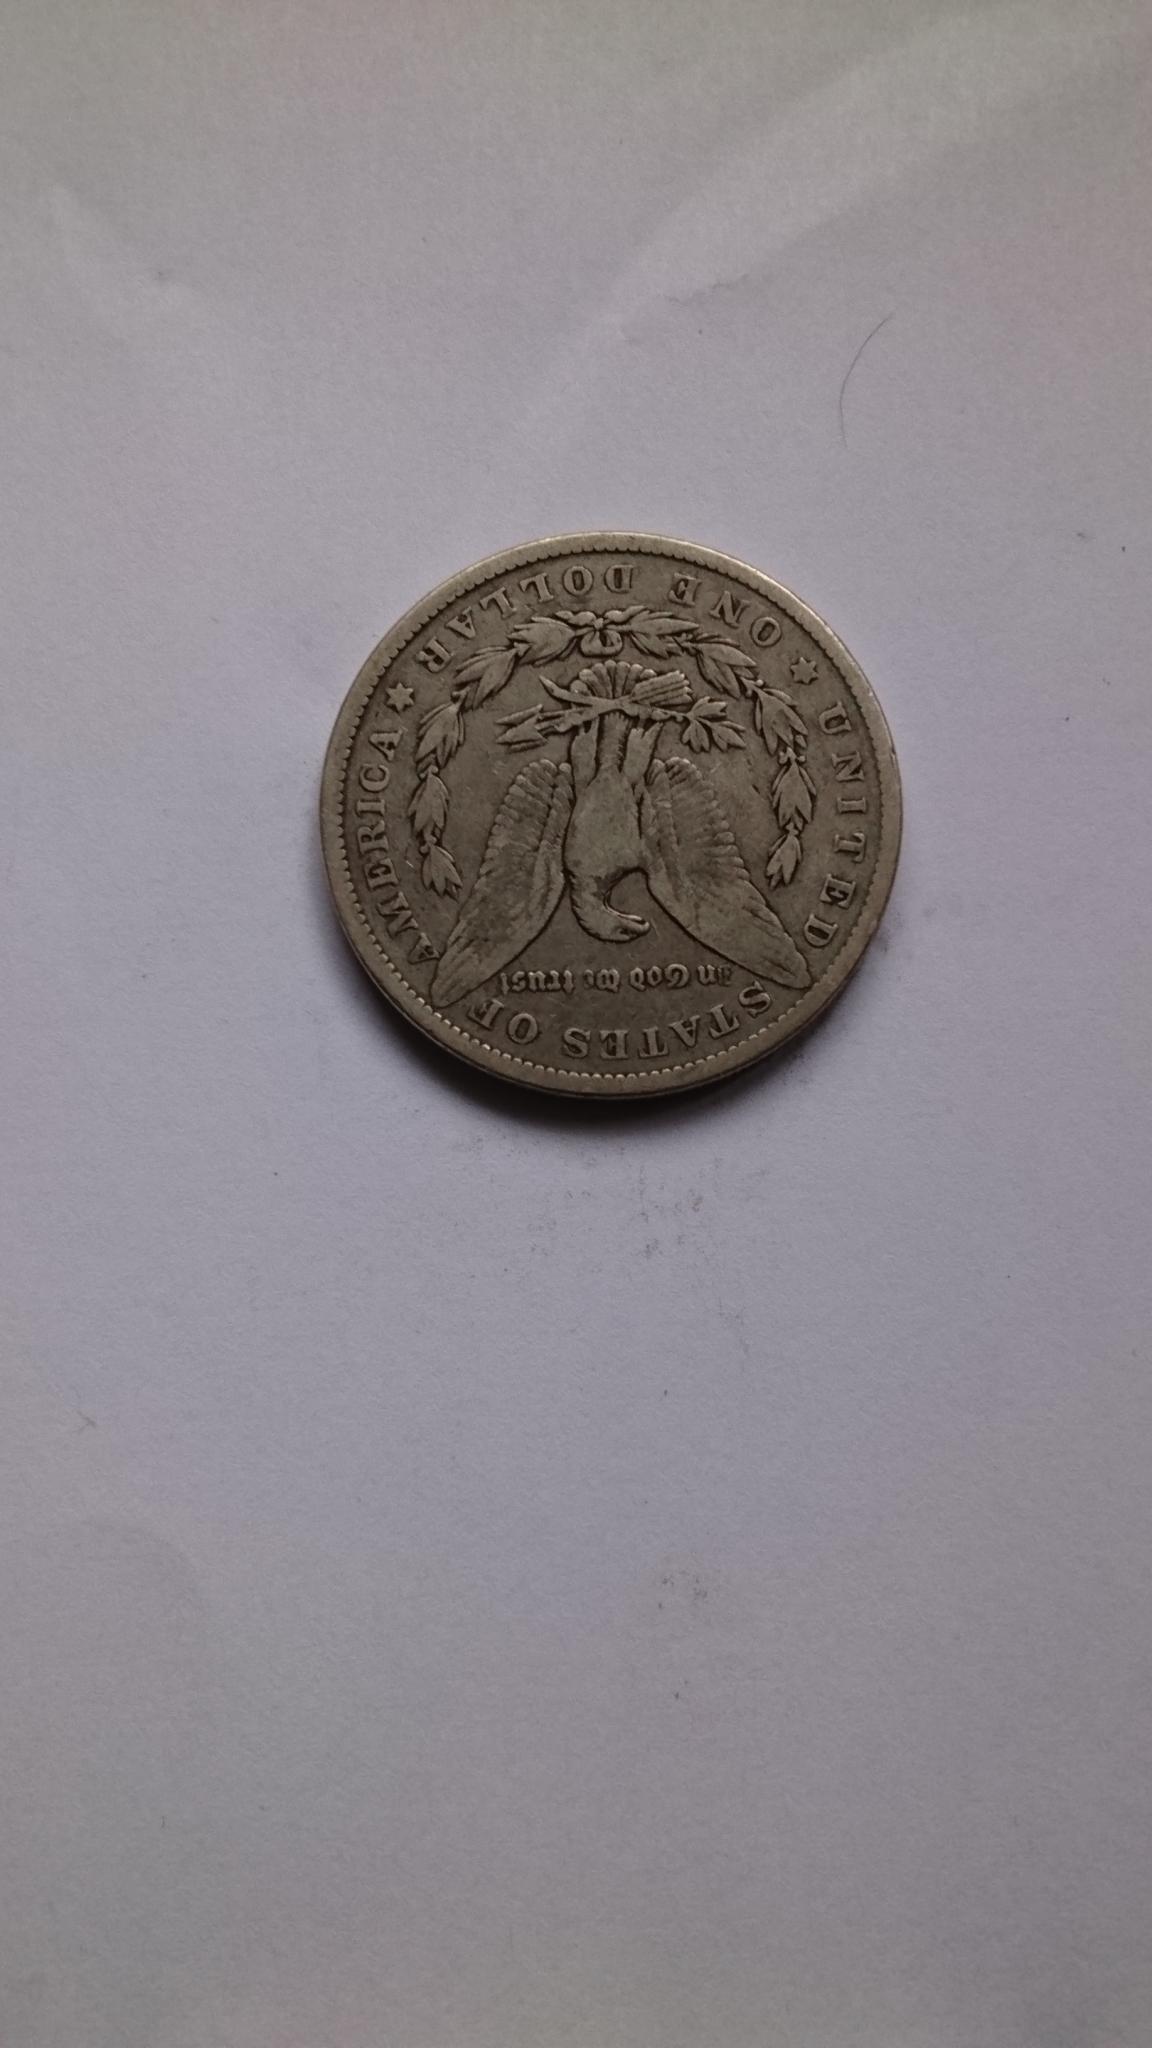 UNITED STATES OF AMERICA
In God we trust
ONE DOLLAR